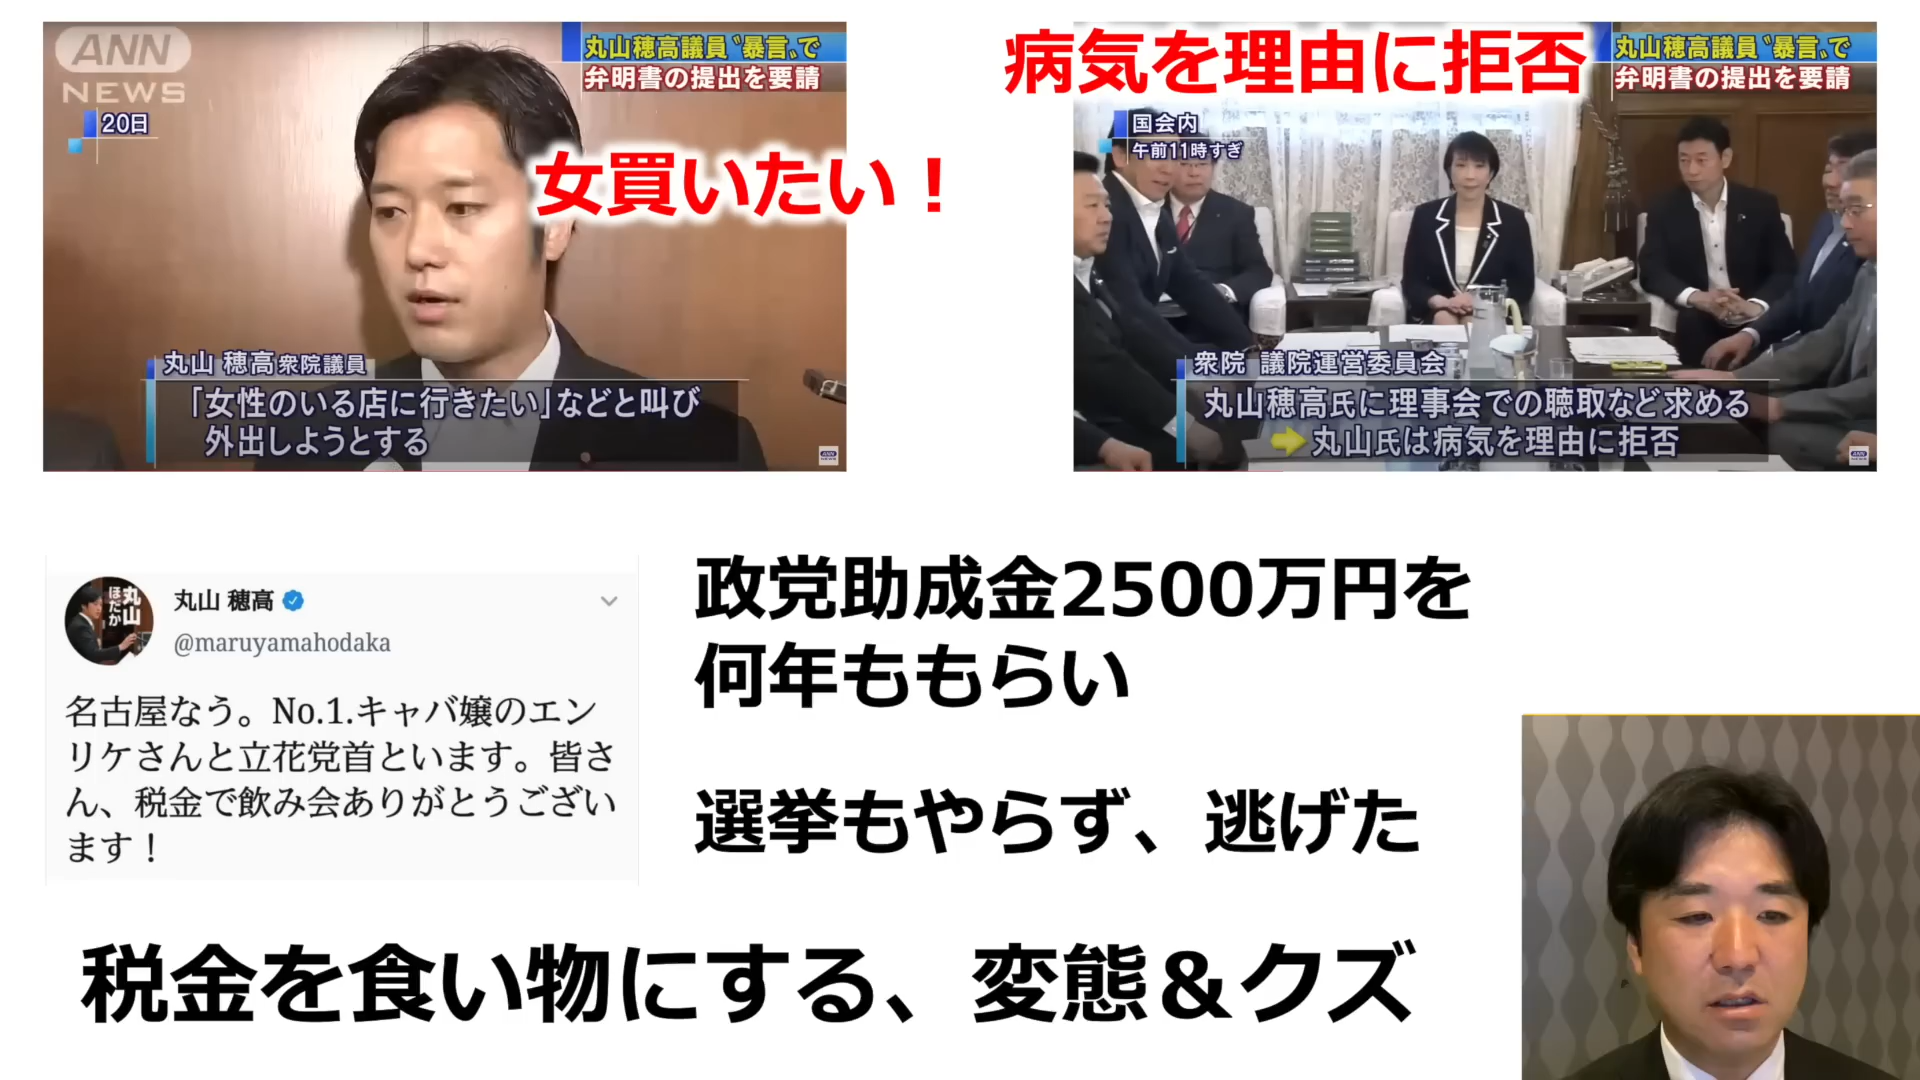 ANN
NEWS
20日
丸山穂高議員〝暴言〟で
弁明書の提出を要請
女買いたい！
丸山 穂高衆院議員
「女性のいる店に行きたい」などと叫び
外出しようとする
病気を理由に拒否
丸山穂高議員〝暴言〟で
弁明書の提出を要請
国会内
午前11時すぎ
衆院 議院運営委員会
丸山穂高氏に理事会での聴取など求める
丸山氏は病気を理由に拒否
丸山
ほだか
丸山 穂高
@maruyamahodaka
名古屋なう。No.1.キャバ嬢のエン
リケさんと立花党首といます。皆さ
ん、税金で飲み会ありがとうござい
ます！
政党助成金2500万円を
何年ももらい
選挙もやらず、逃げた
税金を食い物にする、変態＆クズ